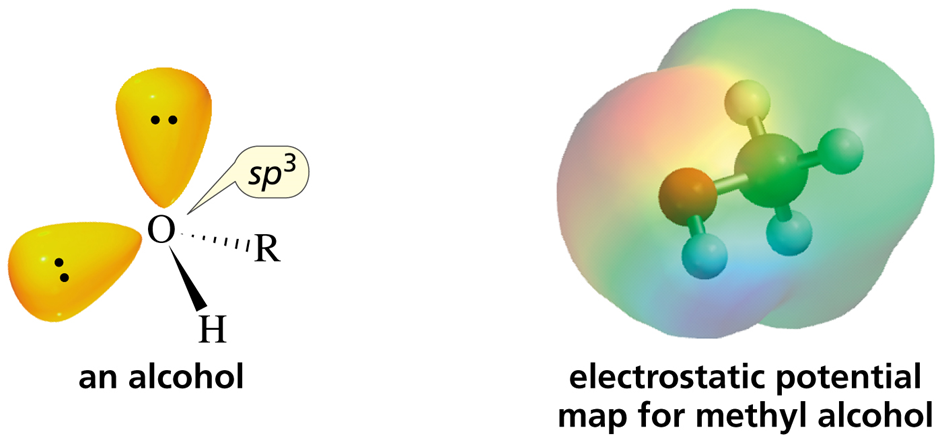 sp³
O
R
H
an alcohol
electrostatic potential
map for methyl alcohol